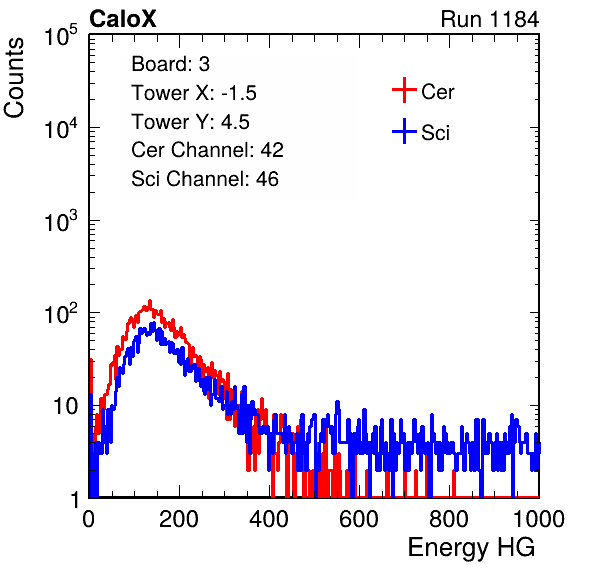 CaloX Run 1184
Counts
Board: 3
Tower X: -1.5
Tower Y: 4.5
Cer Channel: 42
Sci Channel: 46
Cer
Sci
10^5
10^4
10^3
10^2
10
1
0 200 400 600 800 1000
Energy HG